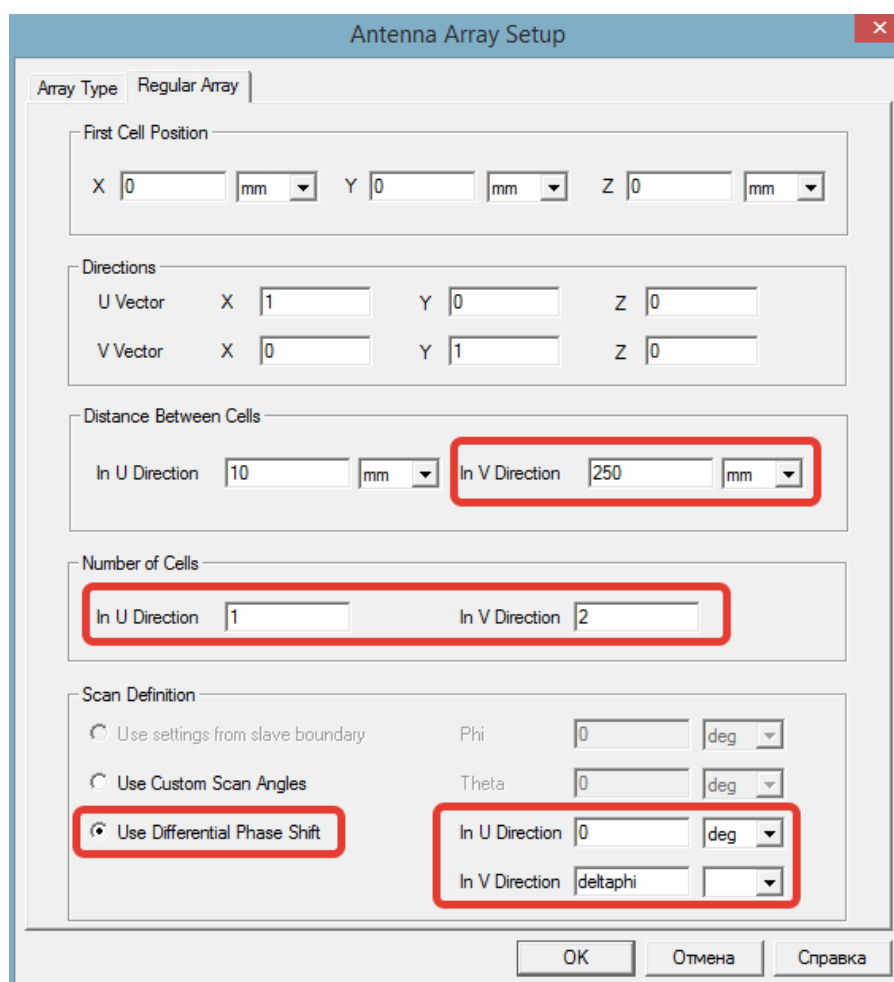 Antenna Array Setup
Array Type Regular Array
First Cell Position
X 0 mm Y 0 mm Z 0 mm
Directions
U Vector X 1 Y 0 Z 0
V Vector X 0 Y 1 Z 0
Distance Between Cells
In U Direction 10 mm In V Direction 250 mm
Number of Cells
In U Direction 1 In V Direction 2
Scan Definition
Use settings from slave boundary Phi 0 deg
Use Custom Scan Angles Theta 0 deg
Use Differential Phase Shift In U Direction 0 deg
In V Direction deltaphi
OK Отмена Справка